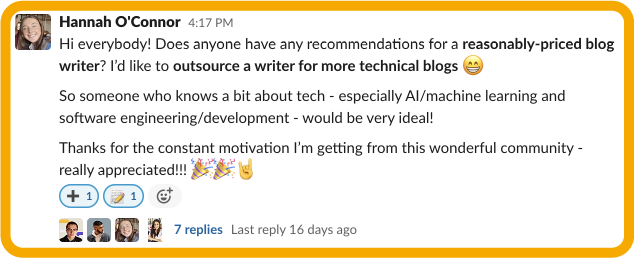 Hannah O'Connor 4:17 PM
Hi everybody! Does anyone have any recommendations for a reasonably-priced blog
writer? I'd like to outsource a writer for more technical blogs 😁
So someone who knows a bit about tech - especially AI/machine learning and
software engineering/development - would be very ideal!
Thanks for the constant motivation I'm getting from this wonderful community -
really appreciated!!! 🎉🎉🤘
➕ 1 📝 1
7 replies Last reply 16 days ago